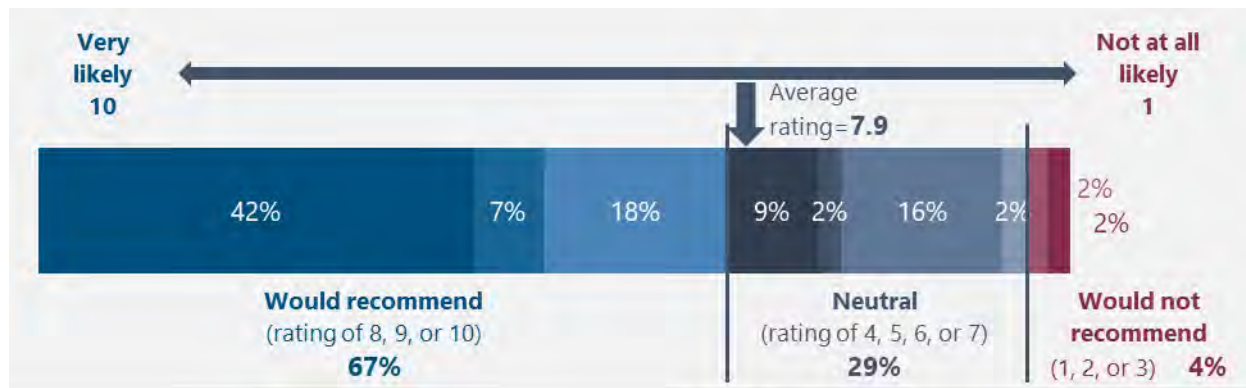 Very
likely
10
Not at all
likely
1
Average
rating=7.9
42%
7%
18%
9%
2%
16%
2%
2%
2%
Would recommend
(rating of 8, 9, or 10)
67%
Neutral
(rating of 4, 5, 6, or 7)
29%
Would not
recommend
(1, 2, or 3) 4%